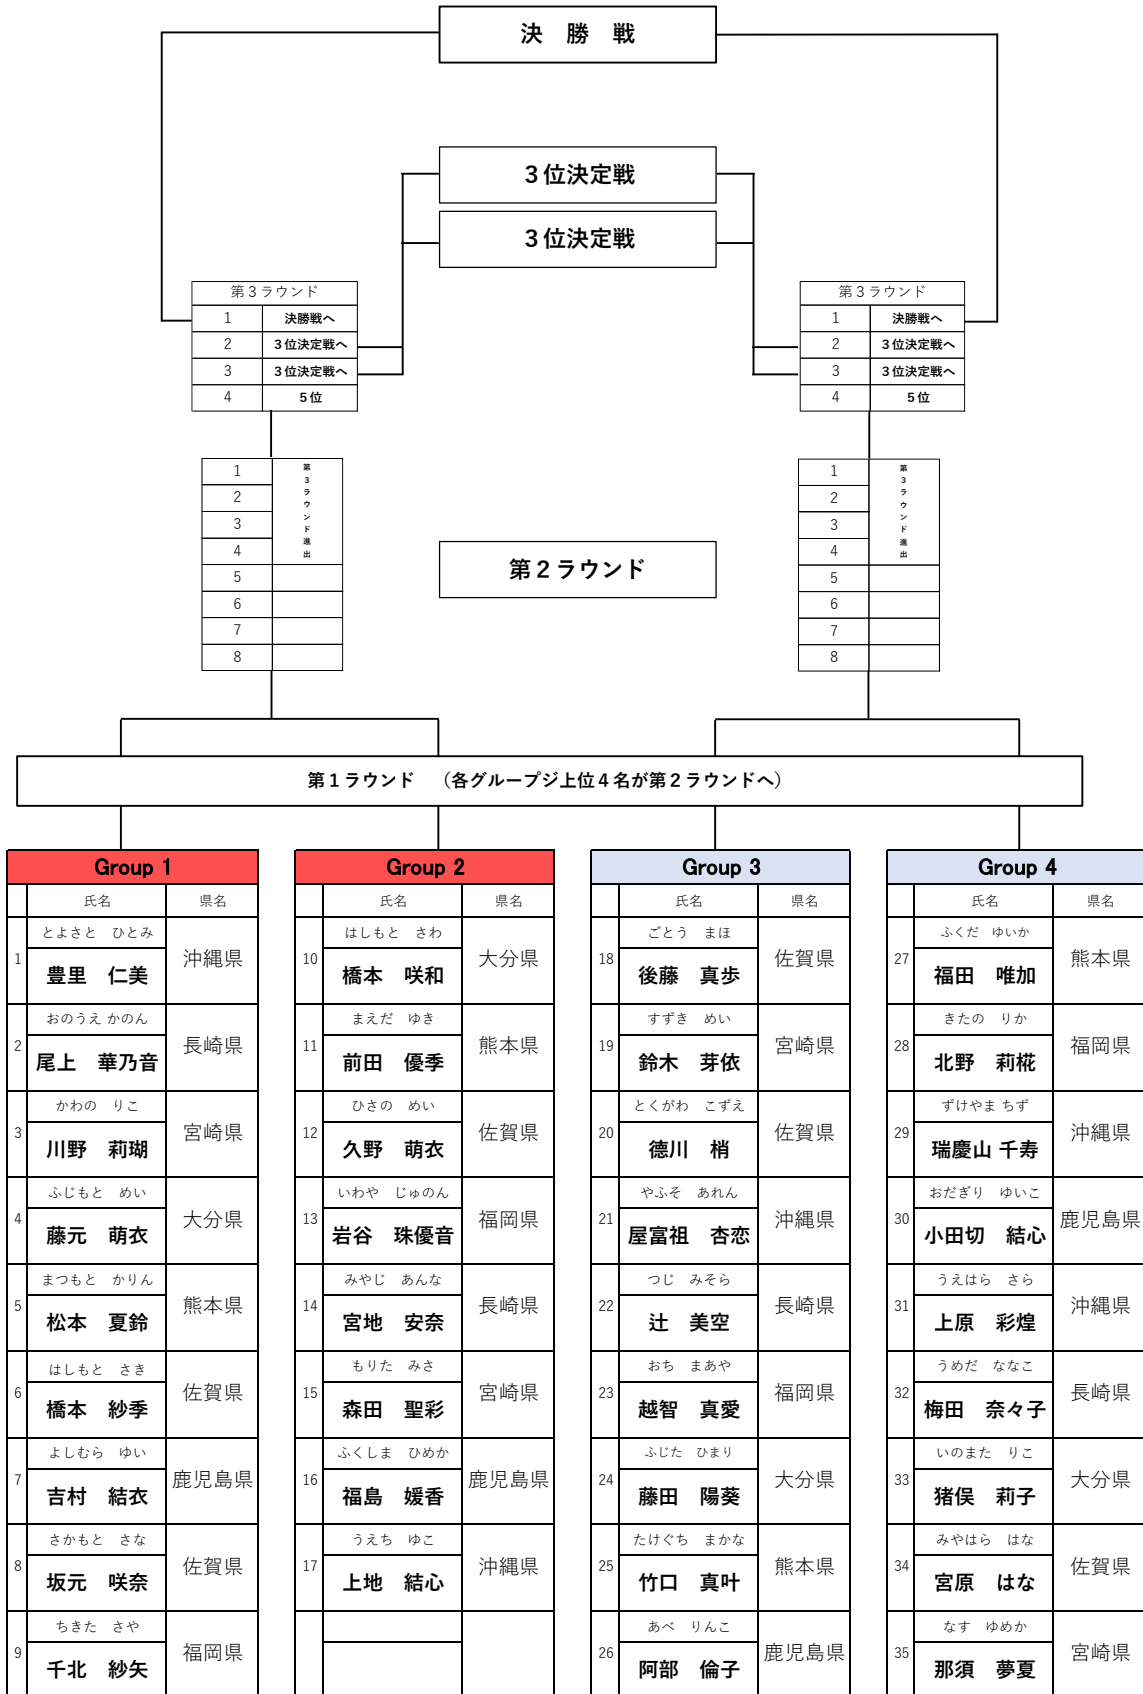 決　勝　戦
３位決定戦
３位決定戦
第３ラウンド
1 決勝戦へ
2 ３位決定戦へ
3 ３位決定戦へ
4 ５位
第３ラウンド
1 決勝戦へ
2 ３位決定戦へ
3 ３位決定戦へ
4 ５位
1
2
3
4
第３ラウンド進出
5
6
7
8
第２ラウンド
1
2
3
4
第３ラウンド進出
5
6
7
8
第１ラウンド　（各グループジ上位４名が第２ラウンドへ）
Group 1
氏名 県名
とよさと　ひとみ
1 豊里　仁美 沖縄県
おのうえ かのん
2 尾上　華乃音 長崎県
かわの　りこ
3 川野　莉瑚 宮崎県
ふじもと　めい
4 藤元　萌衣 大分県
まつもと　かりん
5 松本　夏鈴 熊本県
はしもと　さき
6 橋本　紗季 佐賀県
よしむら　ゆい
7 吉村　結衣 鹿児島県
さかもと　さな
8 坂元　咲奈 佐賀県
ちきた　さや
9 千北　紗矢 福岡県
Group 2
氏名 県名
はしもと　さわ
10 橋本　咲和 大分県
まえだ　ゆき
11 前田　優季 熊本県
ひさの　めい
12 久野　萌衣 佐賀県
いわや　じゅのん
13 岩谷　珠優音 福岡県
みやじ　あんな
14 宮地　安奈 長崎県
もりた　みさ
15 森田　聖彩 宮崎県
ふくしま　ひめか
16 福島　媛香 鹿児島県
うえち　ゆこ
17 上地　結心 沖縄県
Group 3
氏名 県名
ごとう　まほ
18 後藤　真歩 佐賀県
すずき　めい
19 鈴木　芽依 宮崎県
とくがわ　こずえ
20 德川　梢 佐賀県
やふそ　あれん
21 屋富祖　杏恋 沖縄県
つじ　みそら
22 辻　美空 長崎県
おち　まあや
23 越智　真愛 福岡県
ふじた　ひまり
24 藤田　陽葵 大分県
たけぐち　まかな
25 竹口　真叶 熊本県
あべ　りんこ
26 阿部　倫子 鹿児島県
Group 4
氏名 県名
ふくだ　ゆいか
27 福田　唯加 熊本県
きたの　りか
28 北野　莉椛 福岡県
ずけやま ちず
29 瑞慶山 千寿 沖縄県
おだぎり　ゆいこ
30 小田切　結心 鹿児島県
うえはら　さら
31 上原　彩煌 沖縄県
うめだ　ななこ
32 梅田　奈々子 長崎県
いのまた　りこ
33 猪俣　莉子 大分県
みやはら　はな
34 宮原　はな 佐賀県
なす　ゆめか
35 那須　夢夏 宮崎県